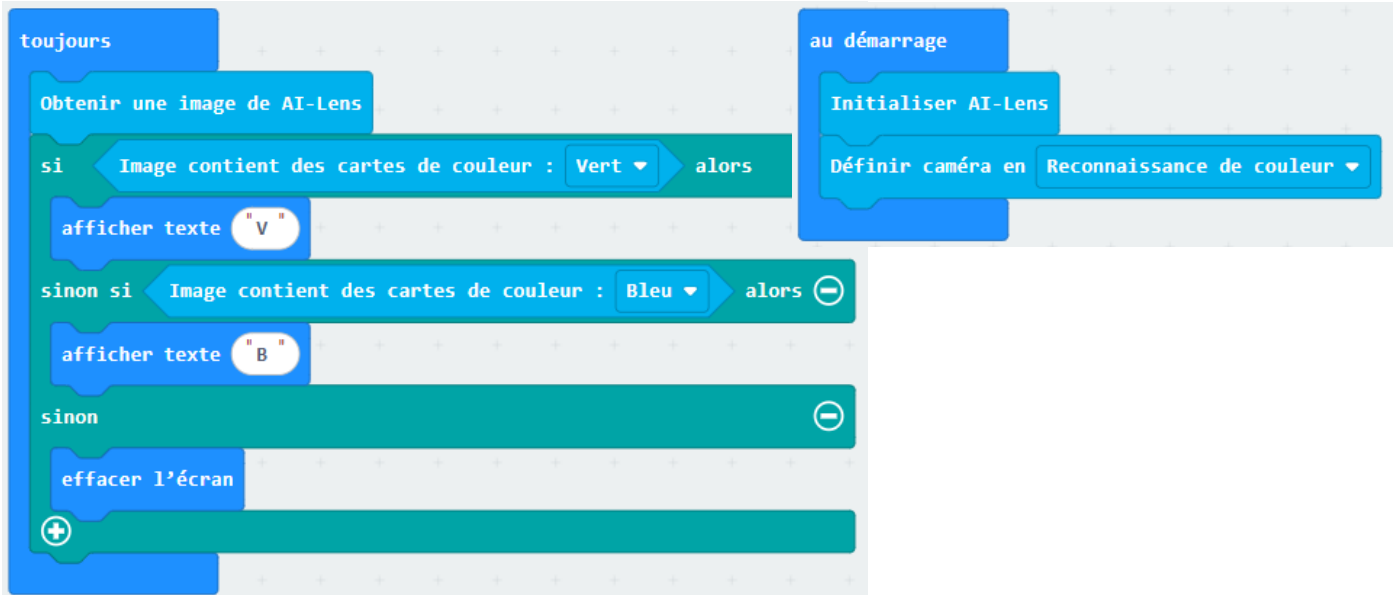 toujours
Obtenir une image de AI-Lens
si Image contient des cartes de couleur : Vert alors
afficher texte "V "
sinon si Image contient des cartes de couleur : Bleu alors
afficher texte "B "
sinon
effacer l’écran
au démarrage
Initialiser AI-Lens
Définir caméra en Reconnaissance de couleur